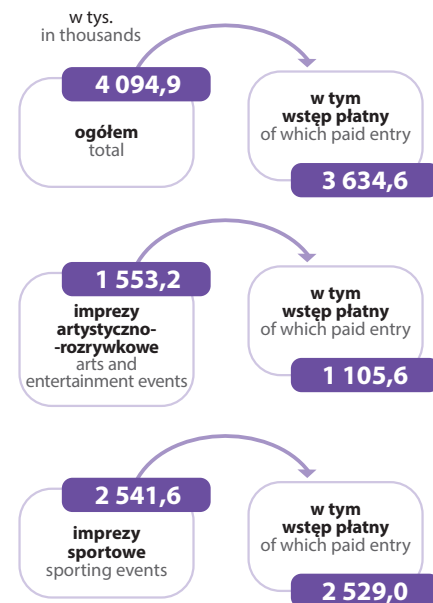 w tys.
in thousands
4 094,9
ogółem
total
w tym
wstęp płatny
of which paid entry
3 634,6
1 553,2
imprezy
artystyczno-
-rozrywkowe
arts and
entertainment events
w tym
wstęp płatny
of which paid entry
1 105,6
2 541,6
imprezy
sportowe
sporting events
w tym
wstęp płatny
of which paid entry
2 529,0